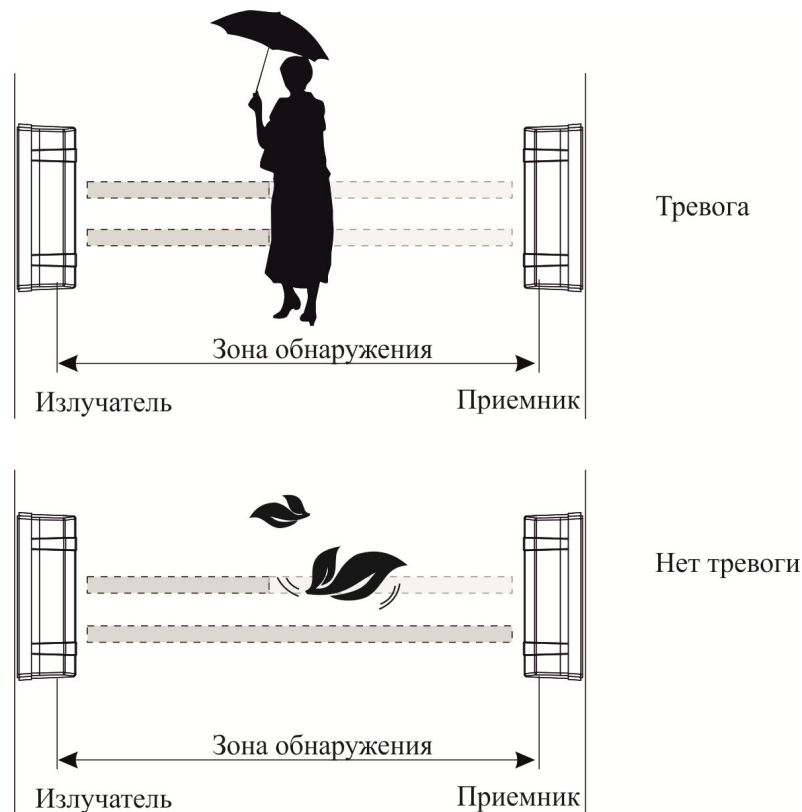 Тревога
Зона обнаружения
Излучатель
Приемник
Нет тревоги
Зона обнаружения
Излучатель
Приемник